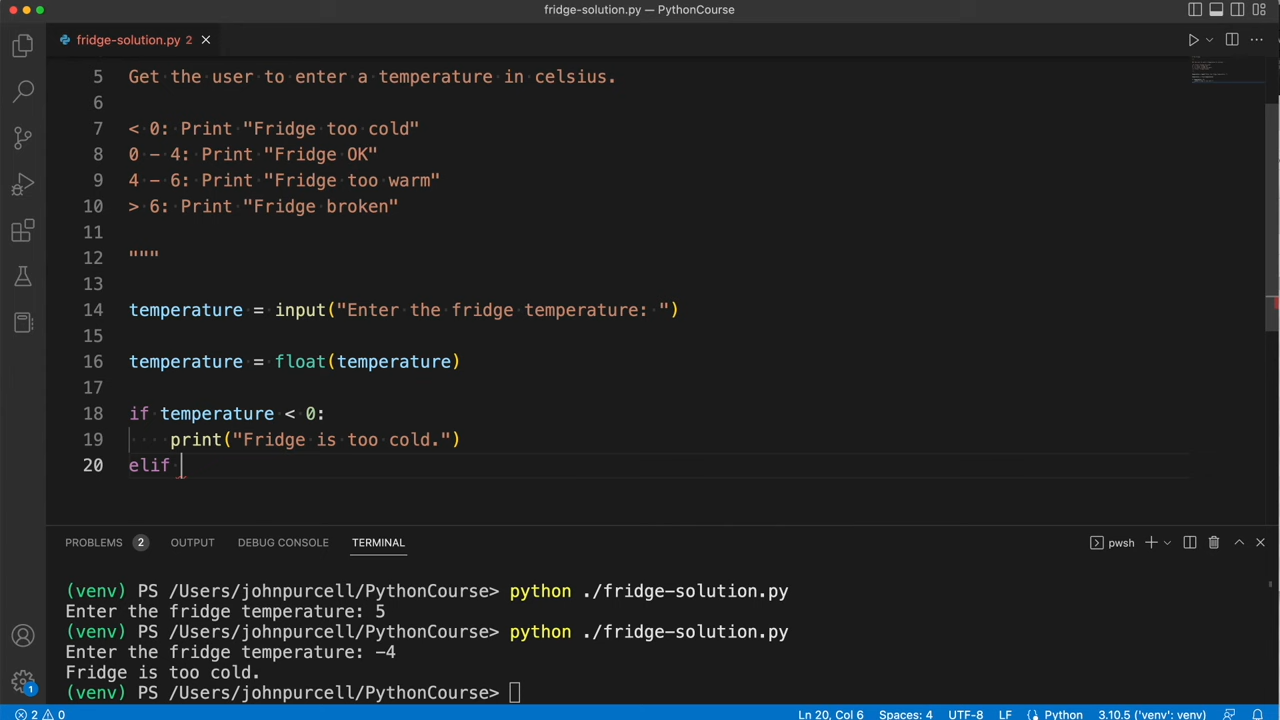 fridge-solution.py — PythonCourse
fridge-solution.py 2
5 Get the user to enter a temperature in celsius.
6
7 < 0: Print "Fridge too cold"
8 0 - 4: Print "Fridge OK"
9 4 - 6: Print "Fridge too warm"
10 > 6: Print "Fridge broken"
11
12 """
13
14 temperature = input("Enter the fridge temperature: ")
15
16 temperature = float(temperature)
17
18 if temperature < 0:
19 print("Fridge is too cold.")
20 elif
PROBLEMS 2 OUTPUT DEBUG CONSOLE TERMINAL pwsh
(venv) PS /Users/johnpurcell/PythonCourse> python ./fridge-solution.py
Enter the fridge temperature: 5
(venv) PS /Users/johnpurcell/PythonCourse> python ./fridge-solution.py
Enter the fridge temperature: -4
Fridge is too cold.
(venv) PS /Users/johnpurcell/PythonCourse>
1
2 0 Ln 20, Col 6 Spaces: 4 UTF-8 LF Python 3.10.5 ('venv': venv)